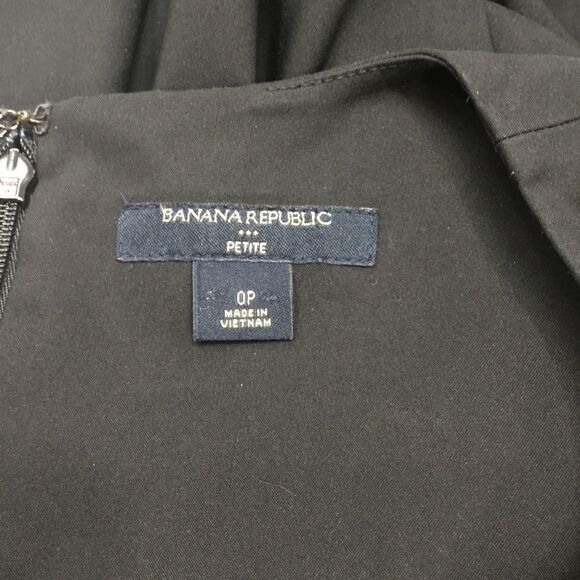 BANANA REPUBLIC
PETITE
0P
MADE IN
VIETNAM